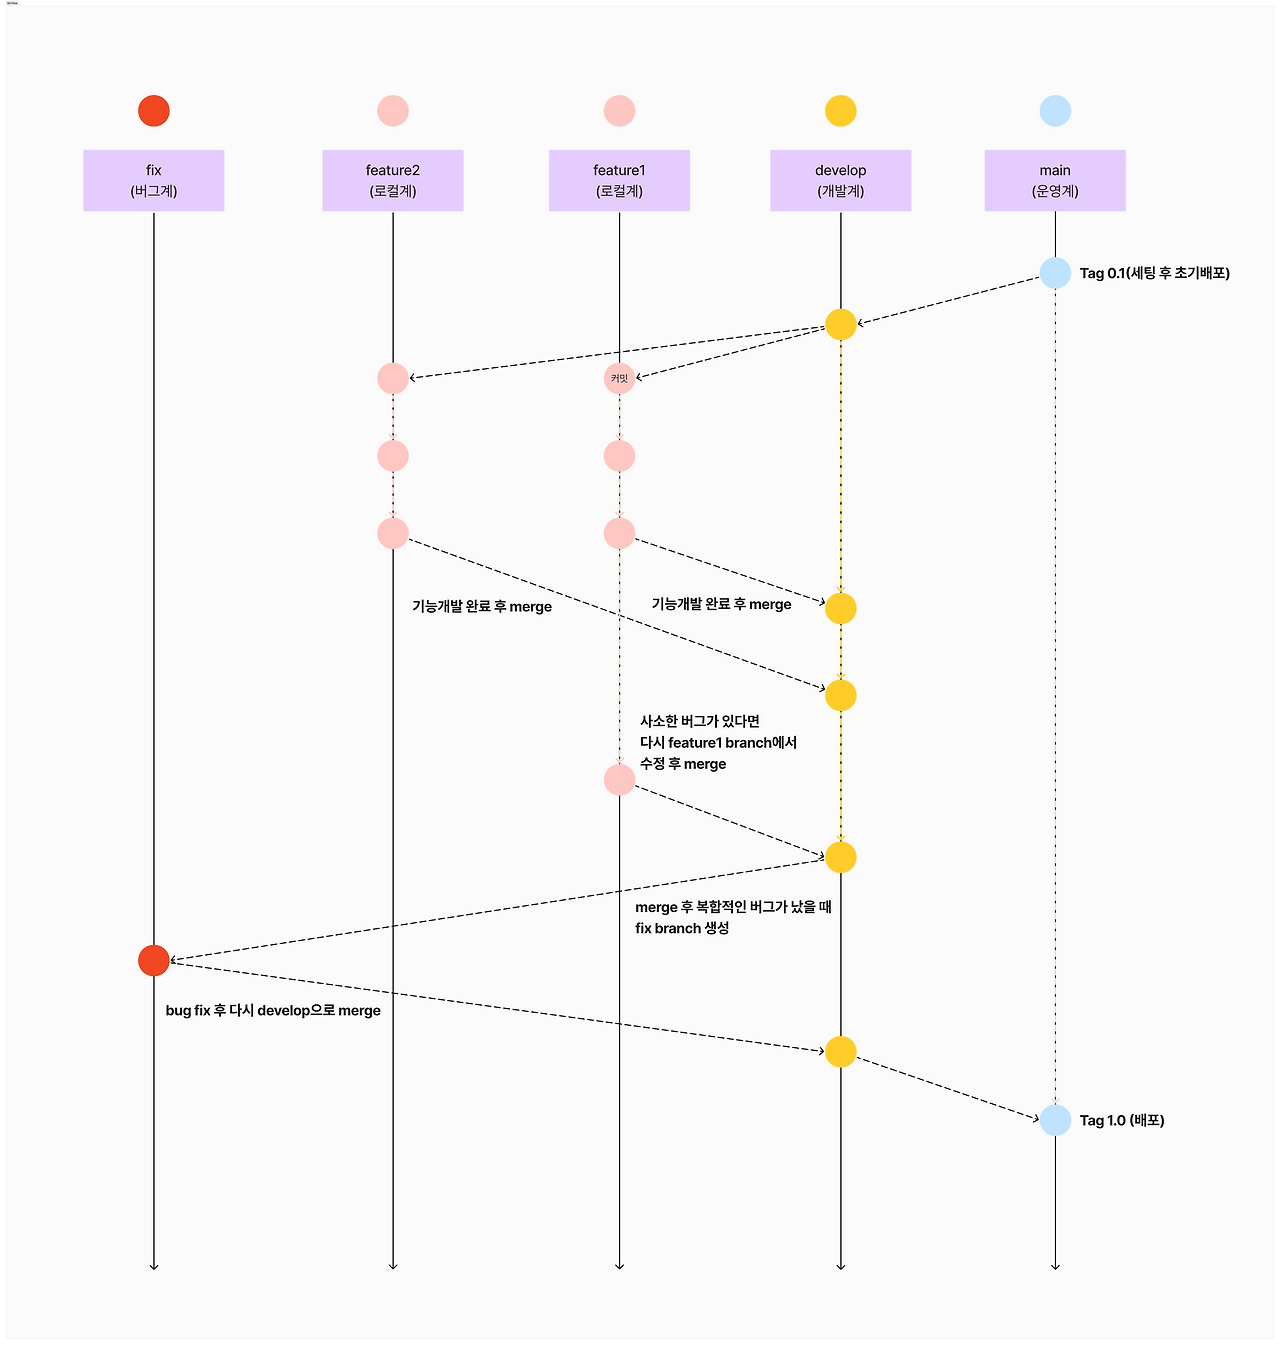 Git Flow
fix
(버그계)
feature2
(로컬계)
feature1
(로컬계)
develop
(개발계)
main
(운영계)
Tag 0.1(세팅 후 초기배포)
커밋
기능개발 완료 후 merge
기능개발 완료 후 merge
사소한 버그가 있다면
다시 feature1 branch에서
수정 후 merge
merge 후 복합적인 버그가 났을 때
fix branch 생성
bug fix 후 다시 develop으로 merge
Tag 1.0 (배포)